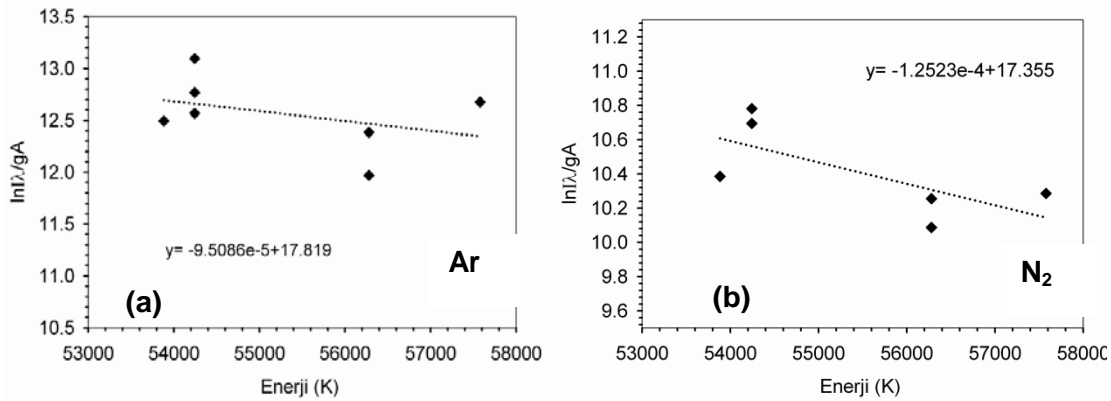 13.5
13.0
12.5
12.0
11.5
11.0
10.5
53000 54000 55000 56000 57000 58000
lnIλ/gA
Enerji (K)
y= -9.5086e-5+17.819
Ar
(a)
11.2
11.0
10.8
10.6
10.4
10.2
10.0
9.8
9.6
53000 54000 55000 56000 57000 58000
lnIλ/gA
Enerji (K)
y= -1.2523e-4+17.355
N₂
(b)